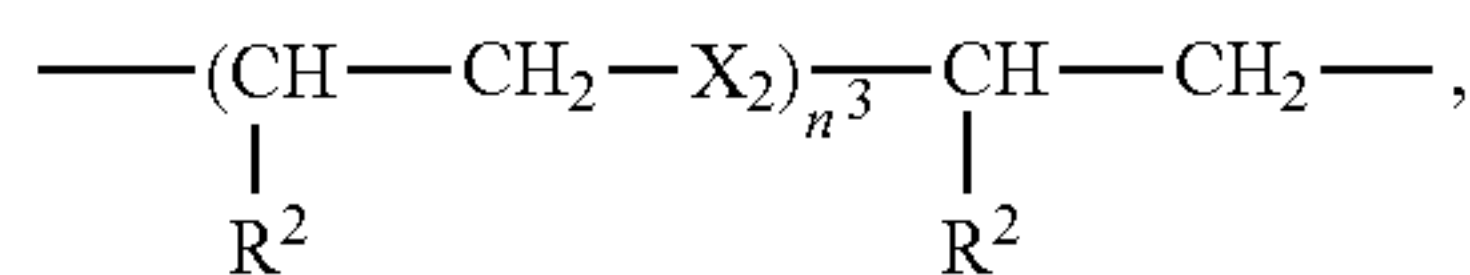 —(CH—CH₂—X₂)ₙ³—CH—CH₂—,
R² R²